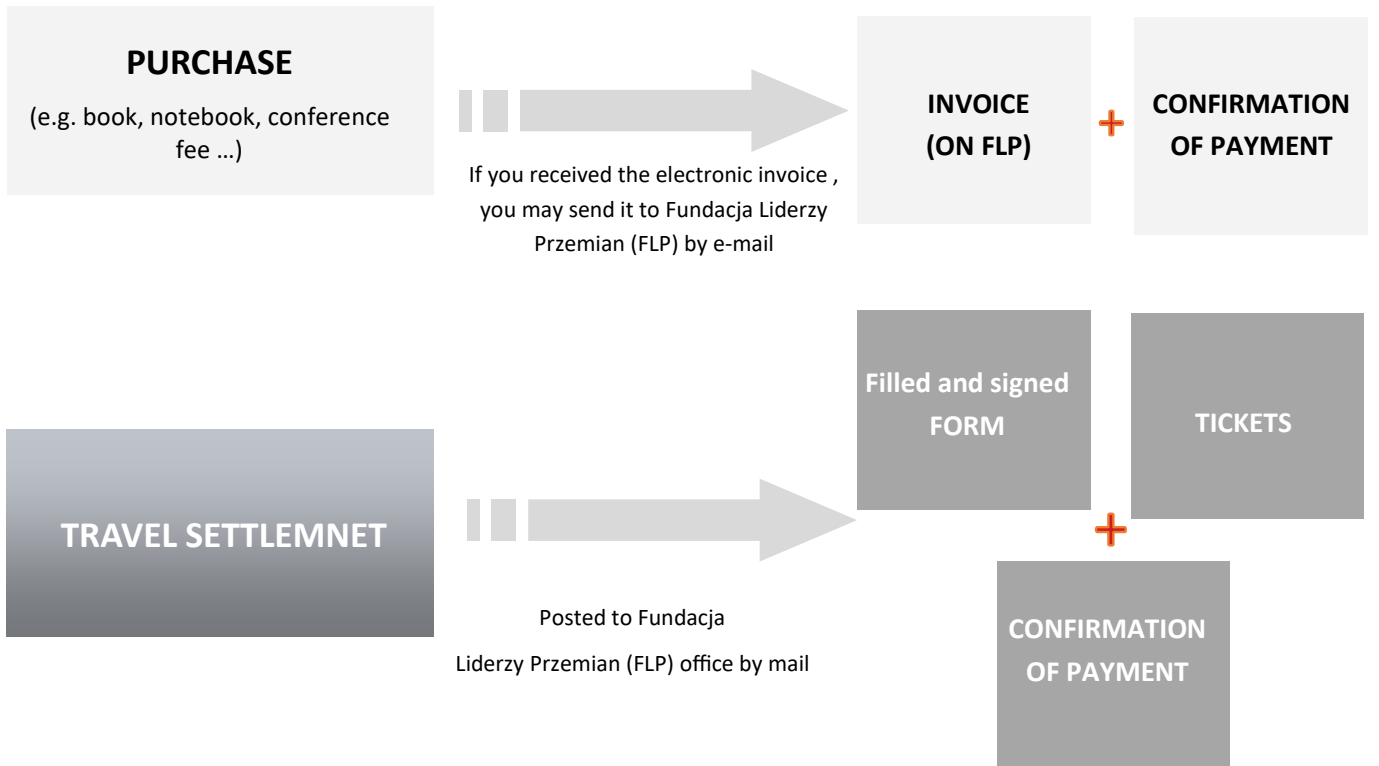 PURCHASE
(e.g. book, notebook, conference
fee ...)
If you received the electronic invoice ,
you may send it to Fundacja Liderzy
Przemian (FLP) by e-mail
INVOICE
(ON FLP)
CONFIRMATION
OF PAYMENT
TRAVEL SETTLEMNET
Posted to Fundacja
Liderzy Przemian (FLP) office by mail
Filled and signed
FORM
TICKETS
CONFIRMATION
OF PAYMENT